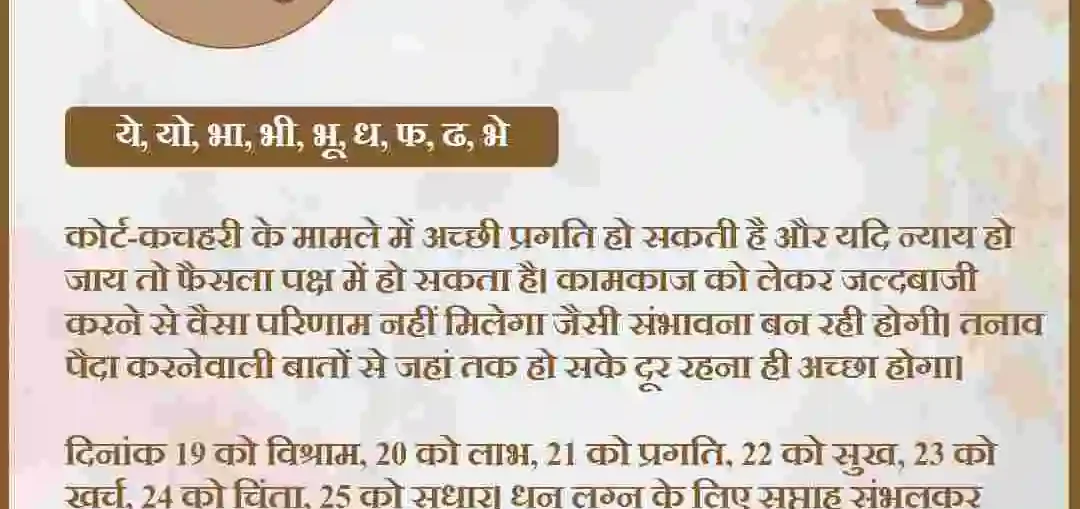 ये, यो, भा, भी, भू, ध, फ, ढ, भे
कोर्ट-कचहरी के मामले में अच्छी प्रगति हो सकती है और यदि न्याय हो
जाय तो फैसला पक्ष में हो सकता है। कामकाज को लेकर जल्दबाजी
करने से वैसा परिणाम नहीं मिलेगा जैसी संभावना बन रही होगी। तनाव
पैदा करनेवाली बातों से जहां तक हो सके दूर रहना ही अच्छा होगा।
दिनांक 19 को विश्राम, 20 को लाभ, 21 को प्रगति, 22 को सुख, 23 को
खर्च, 24 को चिंता, 25 को सुधार। धन लग्न के लिए सप्ताह संभलकर